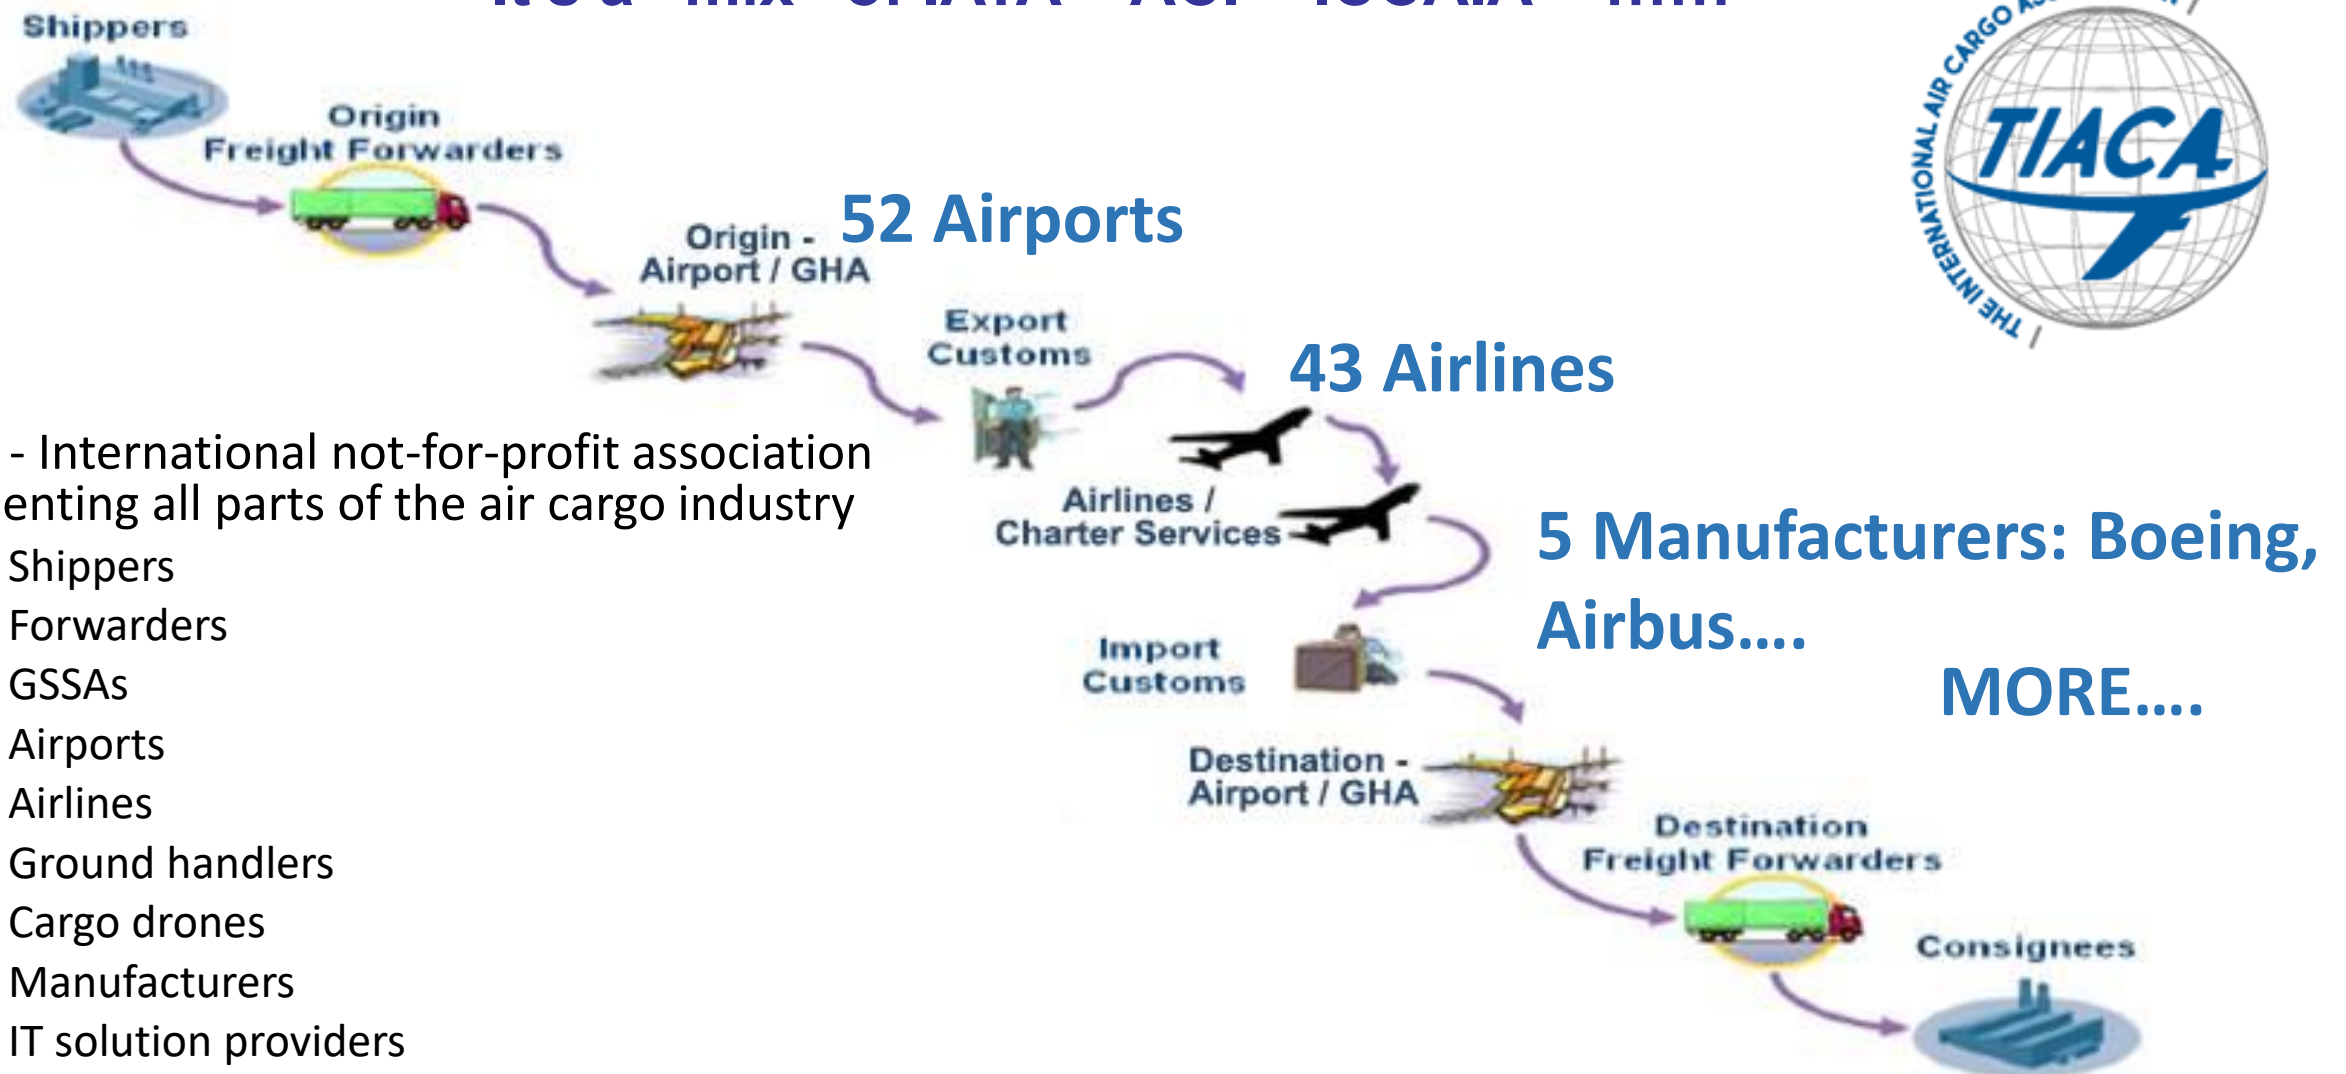 Shippers
Origin
Freight Forwarders
52 Airports
Origin -
Airport / GHA
Export
Customs
43 Airlines
- International not-for-profit association
enting all parts of the air cargo industry
Airlines /
Charter Services
5 Manufacturers: Boeing,
Airbus....
MORE....
Shippers
Forwarders
GSSAs
Airports
Airlines
Ground handlers
Cargo drones
Manufacturers
IT solution providers
Import
Customs
Destination -
Airport / GHA
Destination
Freight Forwarders
Consignees
THE INTERNATIONAL AIR CARGO
TIACA